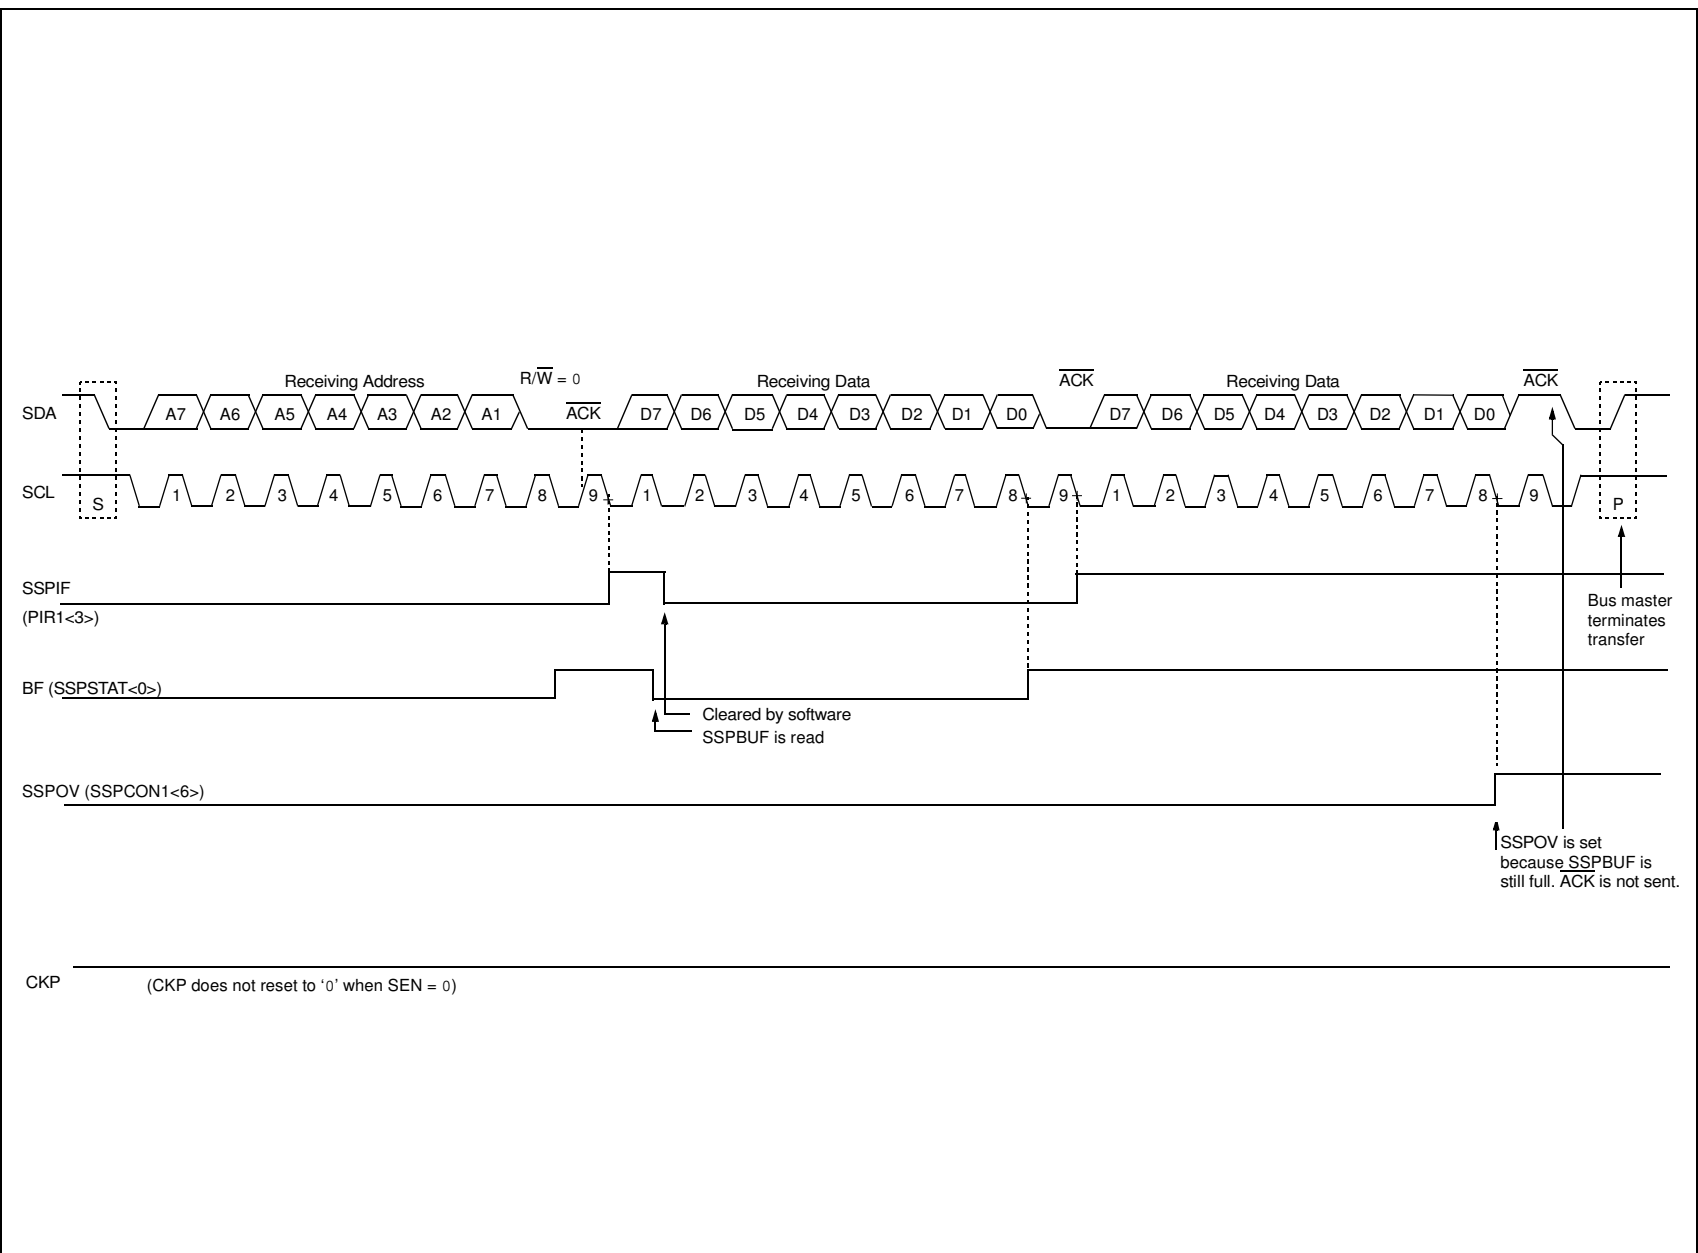 Receiving Address R/W = 0 Receiving Data ACK Receiving Data ACK
SDA A7 A6 A5 A4 A3 A2 A1 ACK D7 D6 D5 D4 D3 D2 D1 D0 D7 D6 D5 D4 D3 D2 D1 D0
SCL S 1 2 3 4 5 6 7 8 9 1 2 3 4 5 6 7 8 9 1 2 3 4 5 6 7 8 9 P
SSPIF
(PIR1<3>)
Bus master
terminates
transfer
BF (SSPSTAT<0>)
Cleared by software
SSPBUF is read
SSPOV (SSPCON1<6>)
SSPOV is set
because SSPBUF is
still full. ACK is not sent.
CKP
(CKP does not reset to ‘0’ when SEN = 0)